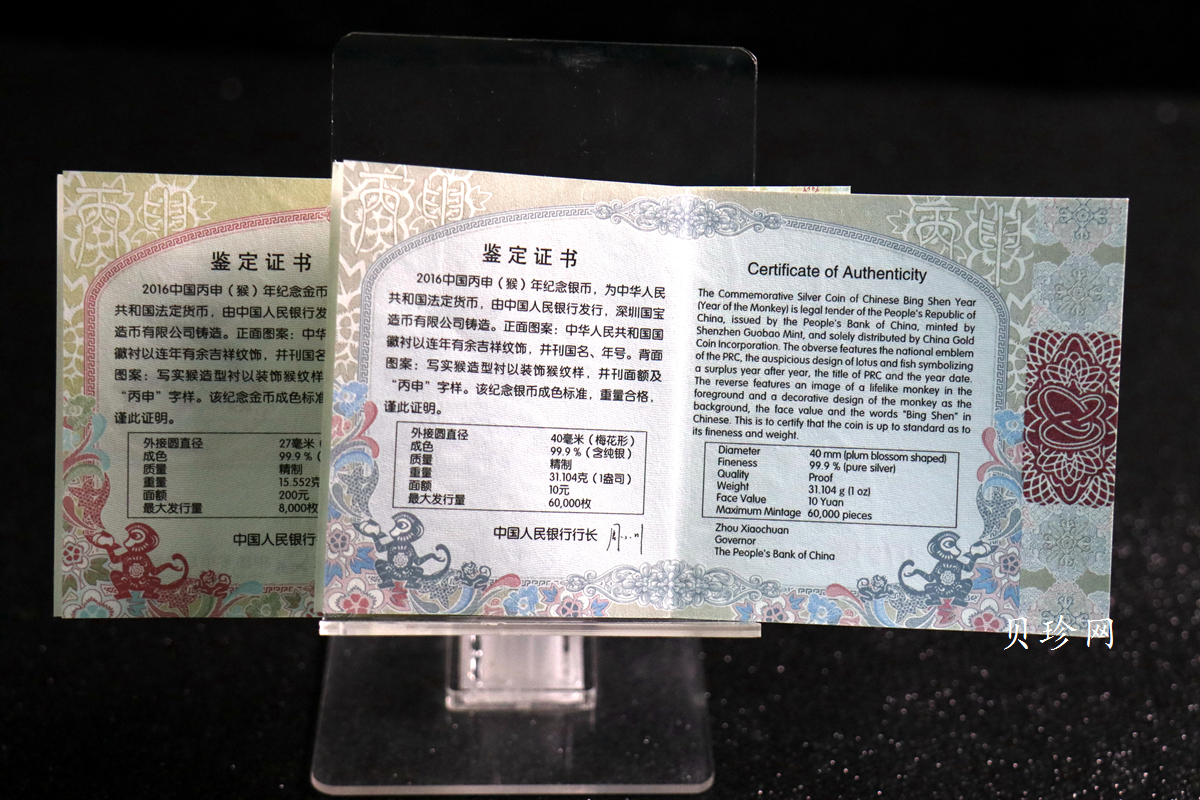 鉴定证书
2016中国丙申（猴）年纪念金币
共和国法定货币，由中国人民银行发
造币有限公司铸造。正面图案：中华
徽衬以连年有余吉祥纹饰，并刊国名
图案：写实猴造型衬以装饰猴纹样
“丙申”字样。该纪念金币成色标准
谨此证明。
外接圆直径 27毫米（
成色 99.9％（
质量 精制
重量 15.552克
面额 200元
最大发行量 8,000枚
中国人民银行
鉴定证书
2016中国丙申（猴）年纪念银币，为中华人民
共和国法定货币，由中国人民银行发行，深圳国宝
造币有限公司铸造。正面图案：中华人民共和国国
徽衬以连年有余吉祥纹饰，并刊国名、年号。背面
图案：写实猴造型衬以装饰猴纹样，并刊面额及
“丙申”字样。该纪念银币成色标准，重量合格，
谨此证明。
外接圆直径 40毫米（梅花形）
成色 99.9％（含纯银）
质量 精制
重量 31.104克（1盎司）
面额 10元
最大发行量 60,000枚
中国人民银行行长
Certificate of Authenticity
The Commemorative Silver Coin of Chinese Bing Shen Year
(Year of the Monkey) is legal tender of the People's Republic of
China, issued by the People's Bank of China, minted by
Shenzhen Guobao Mint, and solely distributed by China Gold
Coin Incorporation. The obverse features the national emblem
of the PRC, the auspicious design of lotus and fish symbolizing
a surplus year after year, the title of PRC and the year date.
The reverse features an image of a lifelike monkey in the
foreground and a decorative design of the monkey as the
background, the face value and the words "Bing Shen" in
Chinese. This is to certify that the coin is up to standard as to
its fineness and weight.
Diameter 40 mm (plum blossom shaped)
Fineness 99.9 % (pure silver)
Quality Proof
Weight 31.104 g (1 oz)
Face Value 10 Yuan
Maximum Mintage 60,000 pieces
Zhou Xiaochuan
Governor
The People's Bank of China
贝珍网